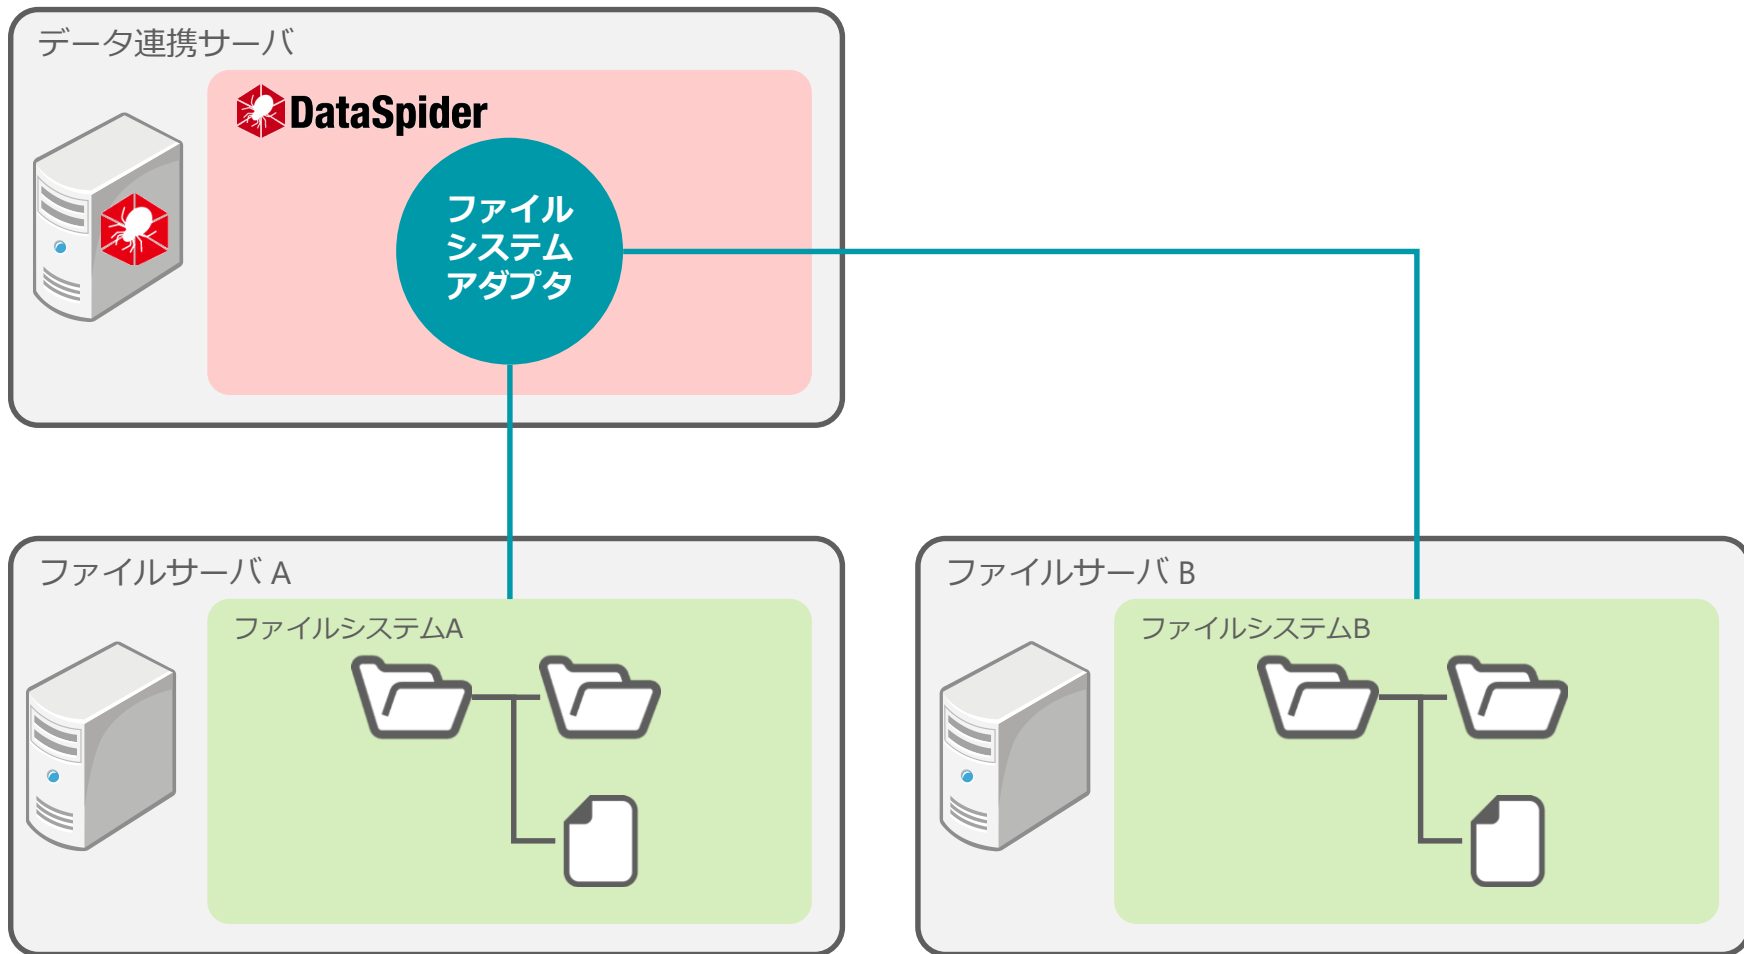 データ連携サーバ
DataSpider
ファイル
システム
アダプタ
ファイルサーバ A
ファイルシステムA
ファイルサーバ B
ファイルシステムB